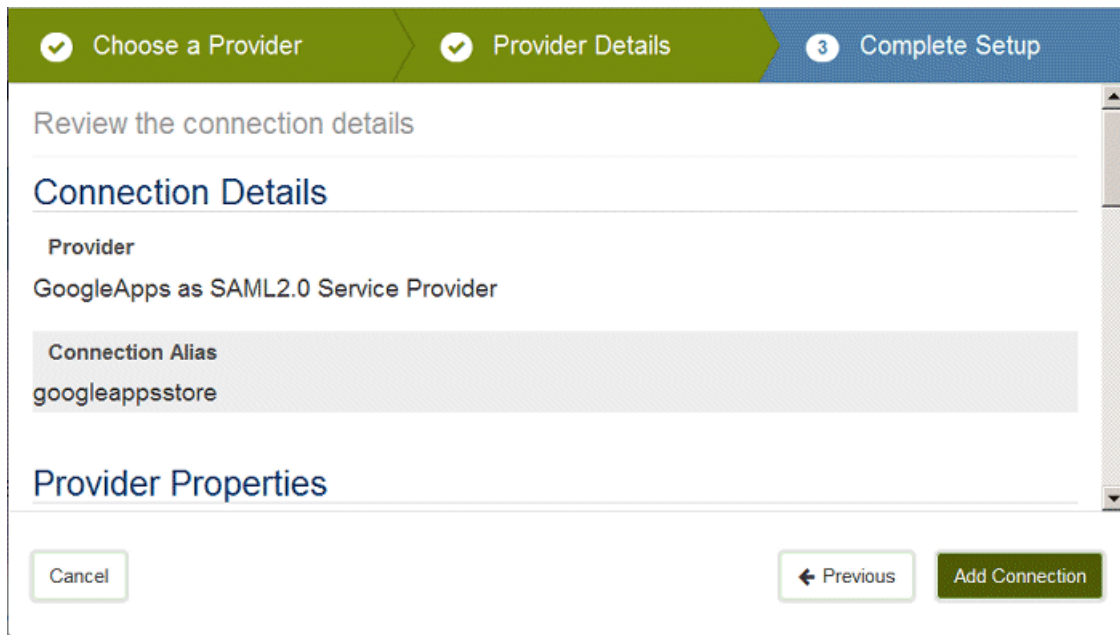 Choose a Provider
Provider Details
3 Complete Setup
Review the connection details
Connection Details
Provider
GoogleApps as SAML2.0 Service Provider
Connection Alias
googleappsstore
Provider Properties
Cancel
Previous
Add Connection